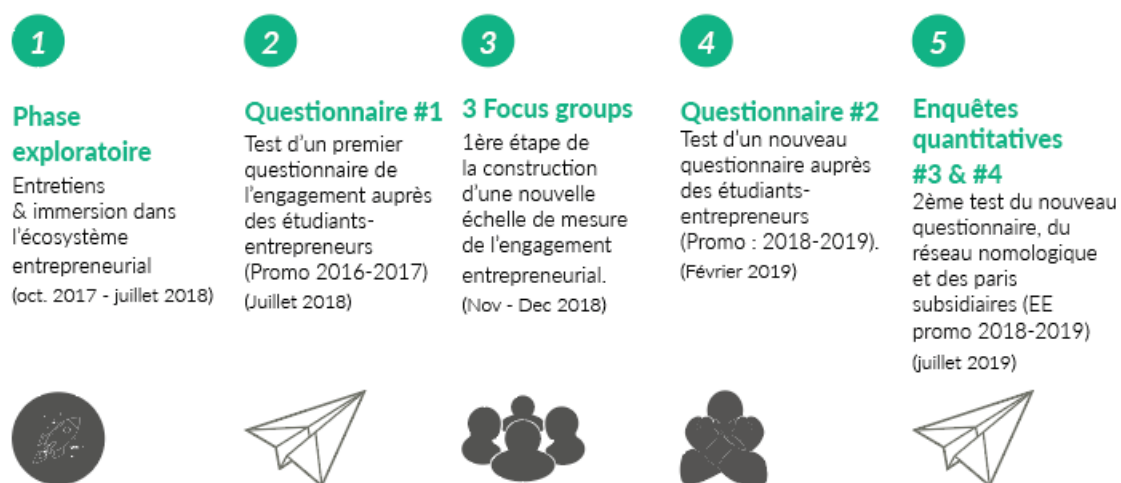 1
Phase
exploratoire
Entretiens
& immersion dans
l'écosystème
entrepreneurial
(oct. 2017 - juillet 2018)
2
Questionnaire #1
Test d'un premier
questionnaire de
l'engagement auprès
des étudiants-
entrepreneurs
(Promo 2016-2017)
(Juillet 2018)
3
3 Focus groups
1ère étape de
la construction
d'une nouvelle
échelle de mesure
de l'engagement
entrepreneurial.
(Nov - Dec 2018)
4
Questionnaire #2
Test d'un nouveau
questionnaire auprès
des étudiants-
entrepreneurs
(Promo : 2018-2019).
(Février 2019)
5
Enquêtes
quantitatives
#3 & #4
2ème test du nouveau
questionnaire, du
réseau nomologique
et des paris
subsidiaires (EE
promo 2018-2019)
(juillet 2019)